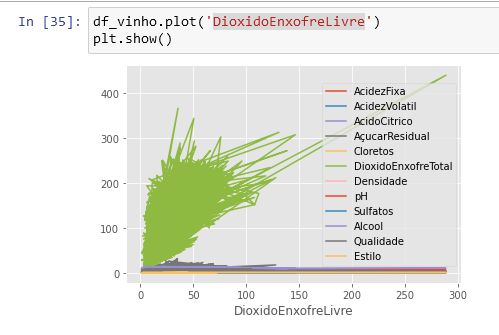 In [35]: df_vinho.plot('DioxidoEnxofreLivre')
plt.show()
400
300
200
100
0
AcidezFixa
AcidezVolatil
AcidoCitrico
AçucarResidual
Cloretos
DioxidoEnxofreTotal
Densidade
pH
Sulfatos
Alcool
Qualidade
Estilo
0 50 100 150 200 250 300
DioxidoEnxofreLivre